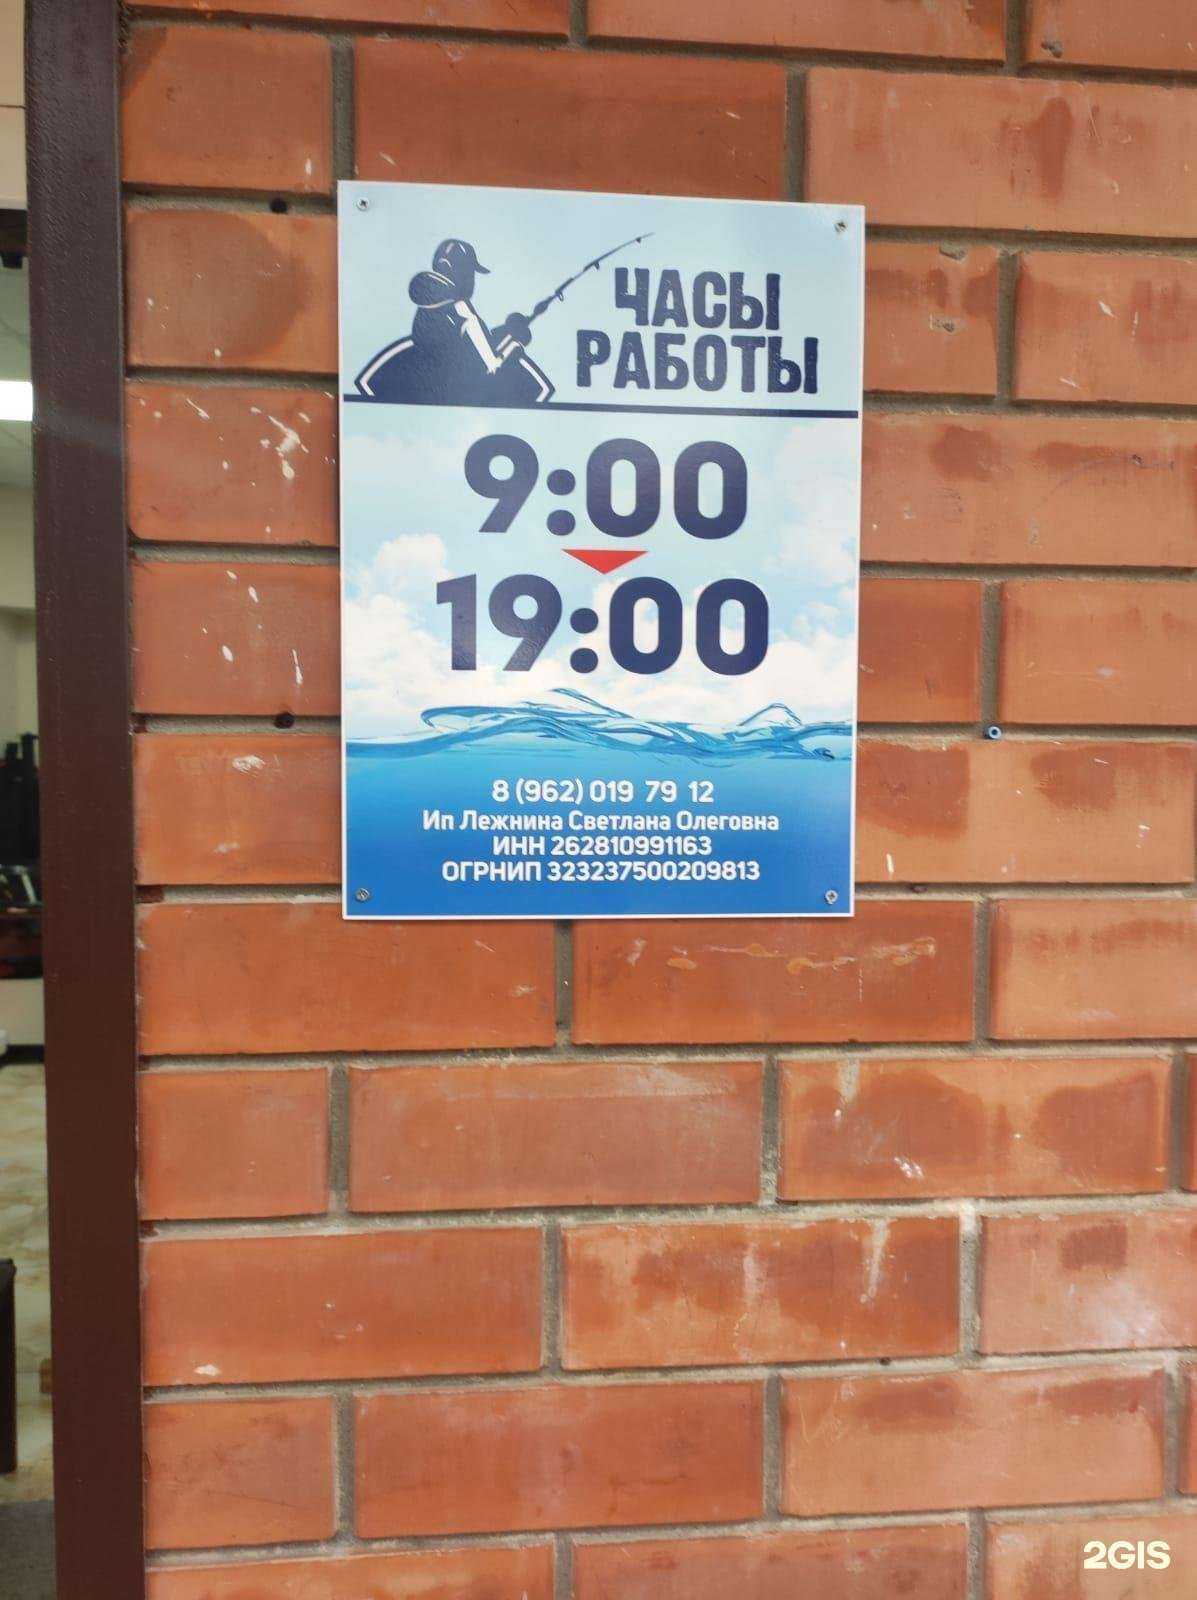 ЧАСЫ
РАБОТЫ
9:00
19:00
8 (962) 019 79 12
Ип Лежнина Светлана Олеговна
ИНН 262810991163
ОГРНИП 323237500209813
2GIS